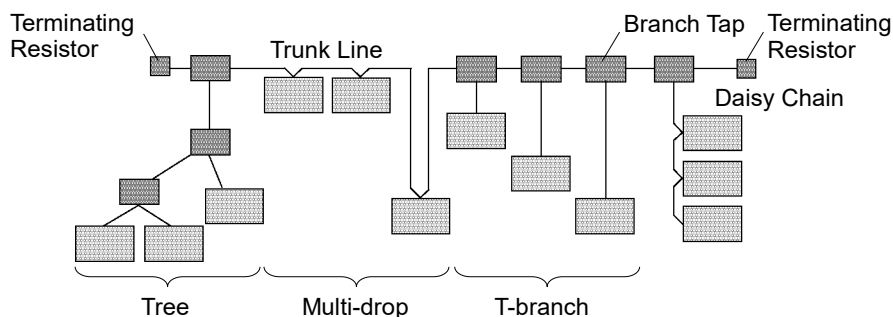 Terminating
Resistor
Trunk Line
Branch Tap
Terminating
Resistor
Daisy Chain
Tree
Multi-drop
T-branch